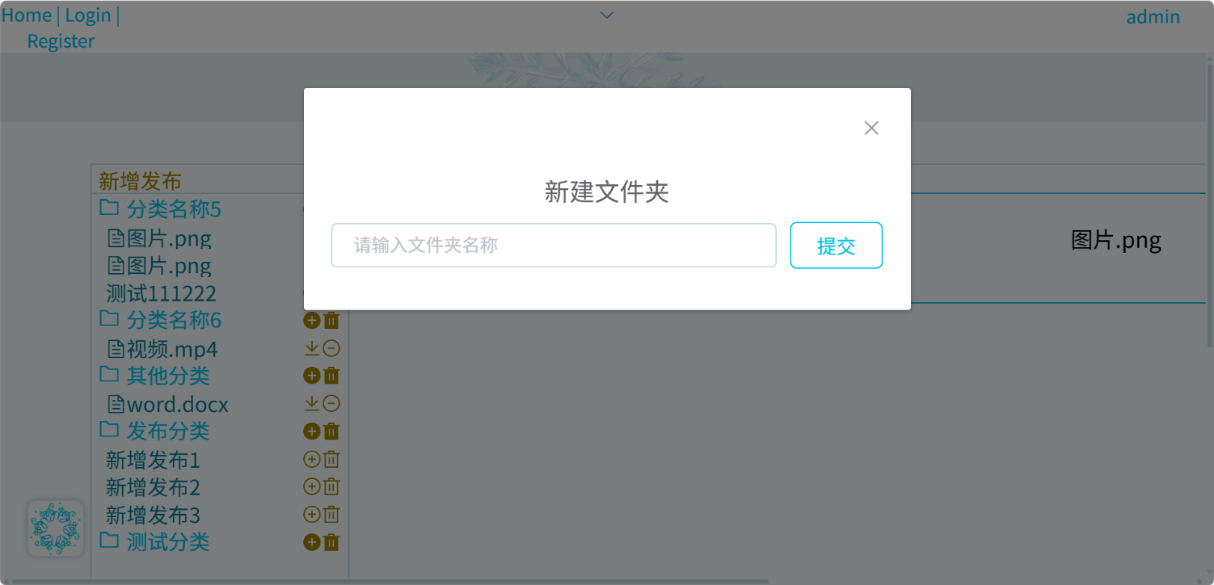 Home | Login |
Register
admin
新建文件夹
请输入文件夹名称
提交
新增发布
分类名称5
图片.png
图片.png
测试111222
分类名称6
视频.mp4
其他分类
word.docx
发布分类
新增发布1
新增发布2
新增发布3
测试分类
图片.png